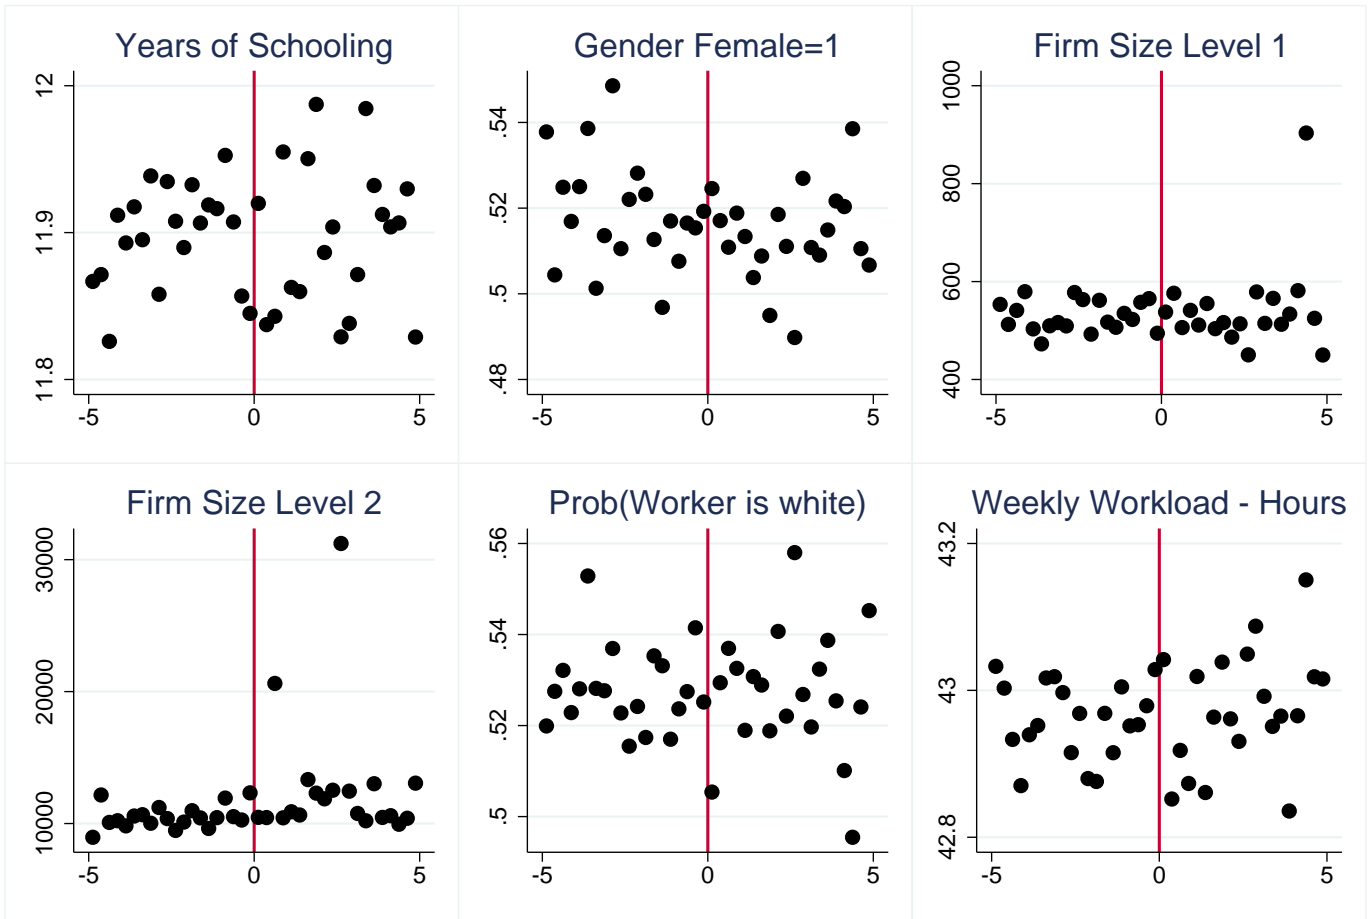 Years of Schooling
12
11.9
11.8
-5 0 5
Gender Female=1
.54
.52
.5
.48
-5 0 5
Firm Size Level 1
1000
800
600
400
-5 0 5
Firm Size Level 2
30000
20000
10000
-5 0 5
Prob(Worker is white)
.56
.54
.52
.5
-5 0 5
Weekly Workload - Hours
43.2
43
42.8
-5 0 5